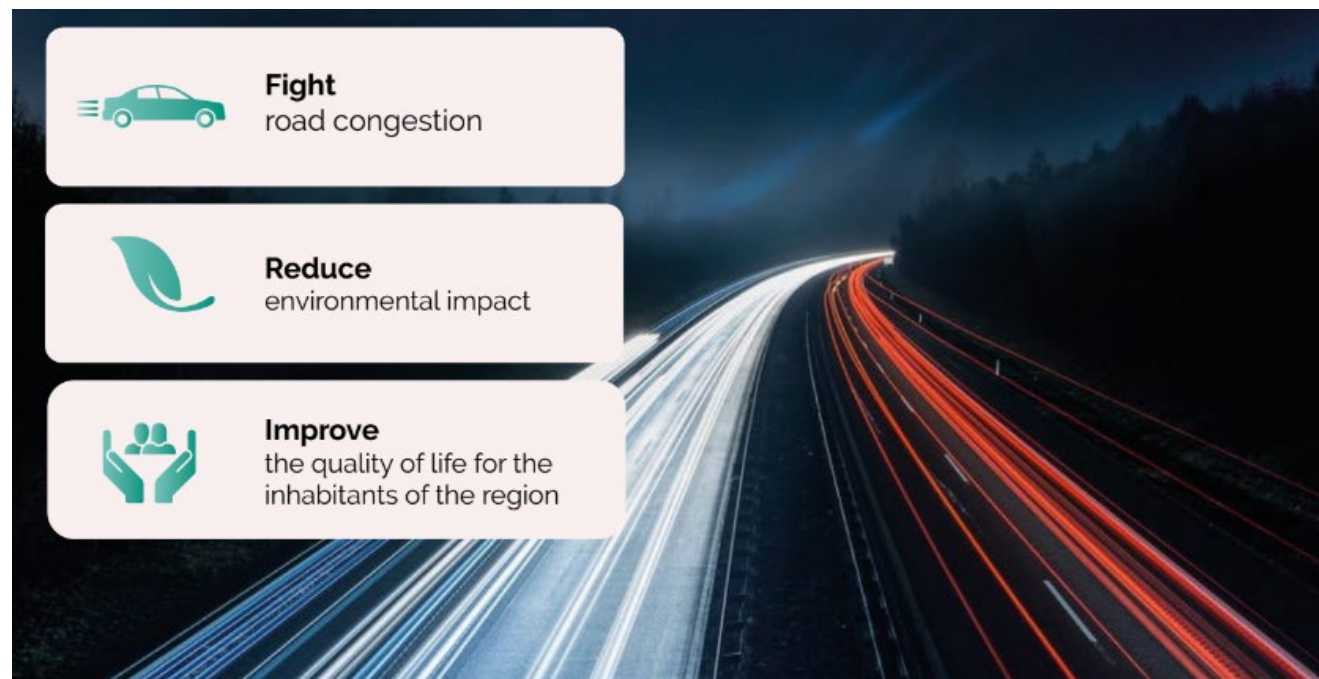 Fight
road congestion
Reduce
environmental impact
Improve
the quality of life for the
inhabitants of the region